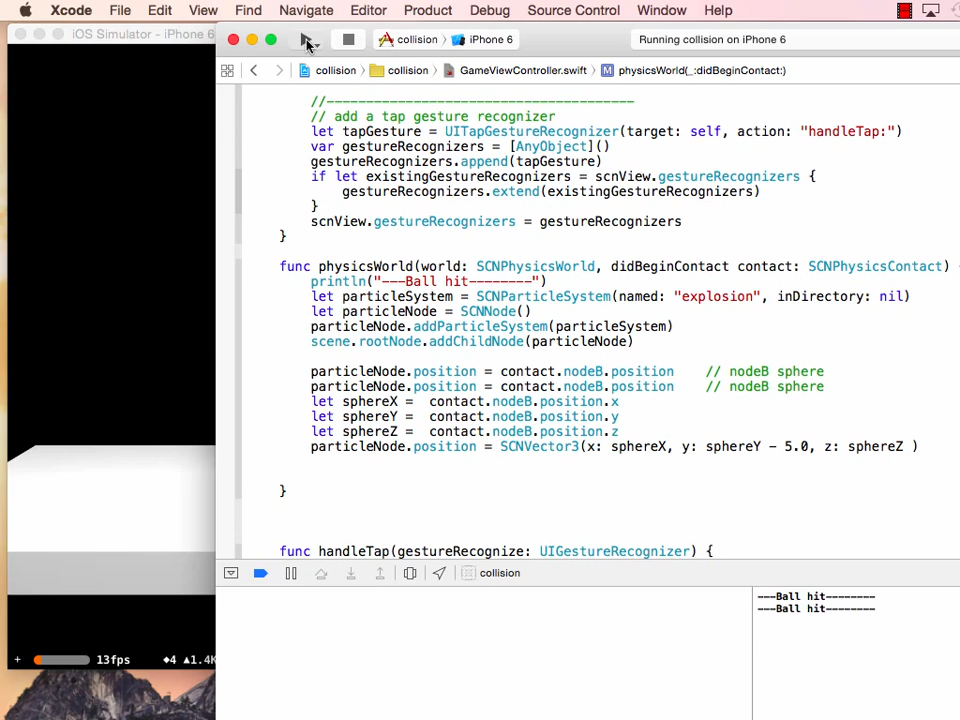 Xcode File Edit View Find Navigate Editor Product Debug Source Control Window Help
iOS Simulator - iPhone 6
collision iPhone 6
Running collision on iPhone 6
collision collision GameViewController.swift M physicsWorld(_:didBeginContact:)
//---------------------------------------
// add a tap gesture recognizer
let tapGesture = UITapGestureRecognizer(target: self, action: "handleTap:")
var gestureRecognizers = [AnyObject]()
gestureRecognizers.append(tapGesture)
if let existingGestureRecognizers = scnView.gestureRecognizers {
gestureRecognizers.extend(existingGestureRecognizers)
}
scnView.gestureRecognizers = gestureRecognizers
}
func physicsWorld(world: SCNPhysicsWorld, didBeginContact contact: SCNPhysicsContact)
println("---Ball hit--------")
let particleSystem = SCNParticleSystem(named: "explosion", inDirectory: nil)
let particleNode = SCNNode()
particleNode.addParticleSystem(particleSystem)
scene.rootNode.addChildNode(particleNode)
particleNode.position = contact.nodeB.position // nodeB sphere
particleNode.position = contact.nodeB.position // nodeB sphere
let sphereX = contact.nodeB.position.x
let sphereY = contact.nodeB.position.y
let sphereZ = contact.nodeB.position.z
particleNode.position = SCNVector3(x: sphereX, y: sphereY - 5.0, z: sphereZ )
}
func handleTap(gestureRecognize: UIGestureRecognizer) {
collision
---Ball hit--------
---Ball hit--------
+ 13fps ◆4 ▲1.4K